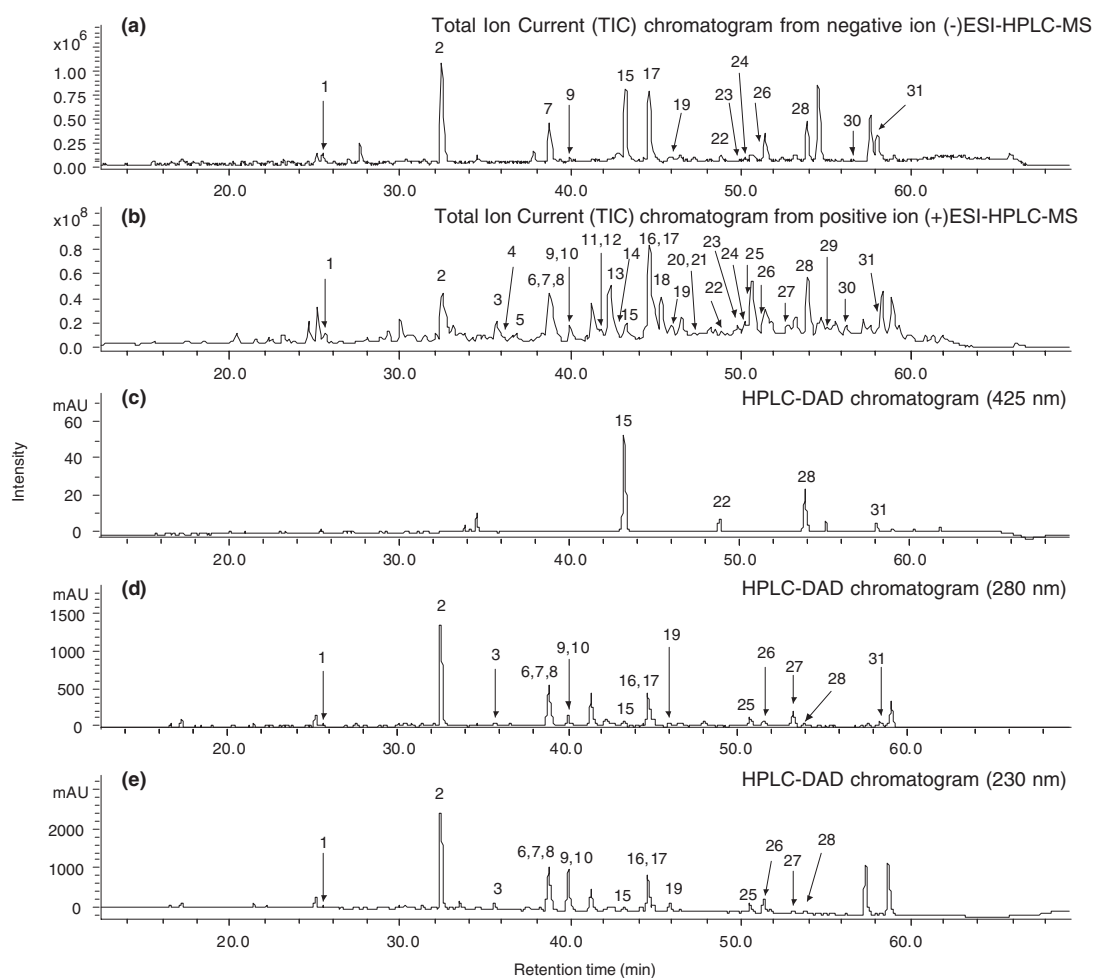 (a) Total Ion Current (TIC) chromatogram from negative ion (-)ESI-HPLC-MS
x10⁶
1.00
0.75
0.50
0.25
0.00
1 2 7 9 15 17 19 22 23 24 26 28 30 31
20.0 30.0 40.0 50.0 60.0
(b) Total Ion Current (TIC) chromatogram from positive ion (+)ESI-HPLC-MS
x10⁸
0.8
0.6
0.4
0.2
0.0
1 2 3 4 5 6,7,8 9,10 11,12 13 14 15 16,17 18 19 20,21 22 23 24 25 26 27 28 29 30 31
20.0 30.0 40.0 50.0 60.0
(c) HPLC-DAD chromatogram (425 nm)
mAU
60
40
20
0
15 22 28 31
20.0 30.0 40.0 50.0 60.0
(d) HPLC-DAD chromatogram (280 nm)
mAU
1500
1000
500
0
1 2 3 6,7,8 9,10 15 16,17 19 25 26 27 28 31
20.0 30.0 40.0 50.0 60.0
(e) HPLC-DAD chromatogram (230 nm)
mAU
2000
1000
0
1 2 3 6,7,8 9,10 15 16,17 19 25 26 27 28
20.0 30.0 40.0 50.0 60.0
Intensity
Retention time (min)